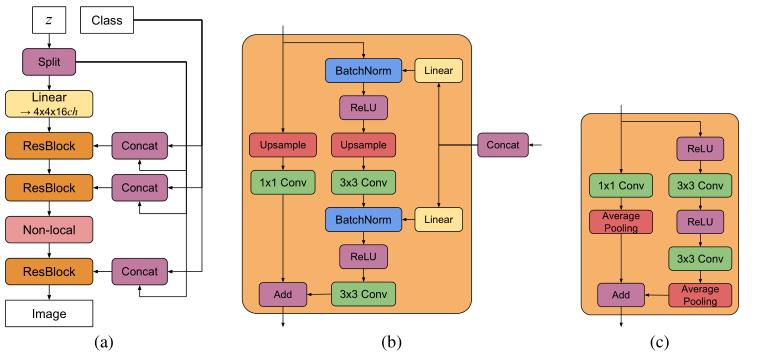 z
Class
Split
Linear
→ 4x4x16ch
ResBlock
Concat
ResBlock
Concat
Non-local
ResBlock
Concat
Image
(a)
BatchNorm
Linear
ReLU
Upsample
Upsample
Concat
1x1 Conv
3x3 Conv
BatchNorm
Linear
ReLU
Add
3x3 Conv
(b)
ReLU
1x1 Conv
3x3 Conv
Average
Pooling
ReLU
3x3 Conv
Add
Average
Pooling
(c)